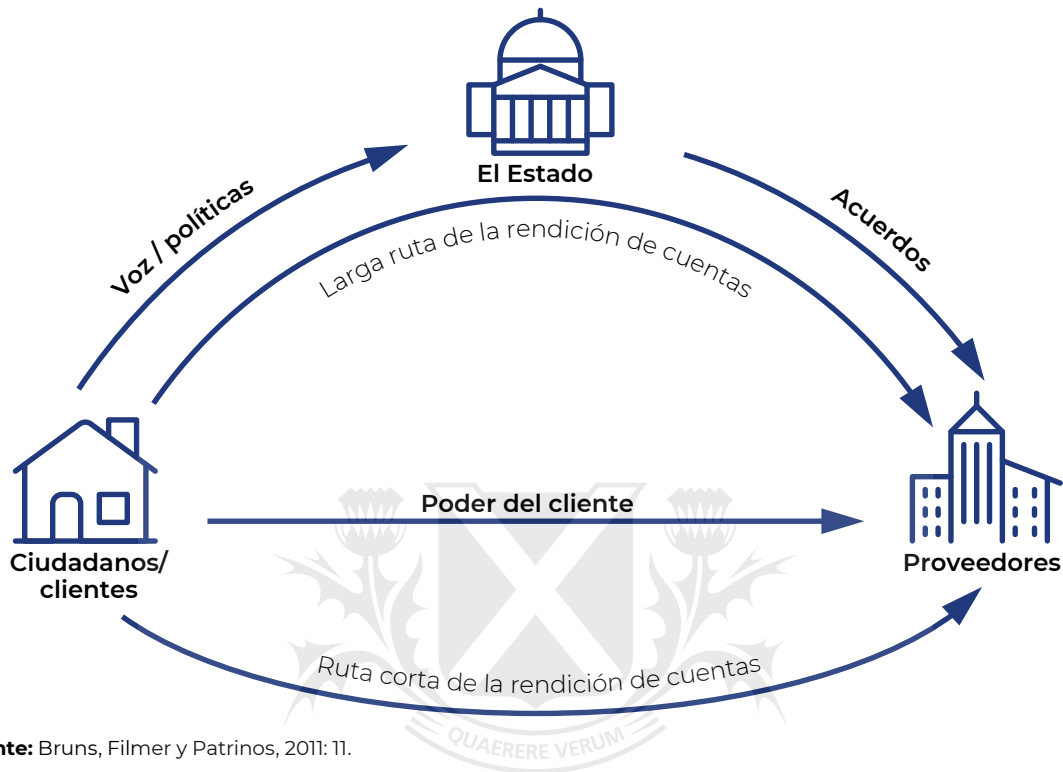 El Estado
Voz / políticas
Acuerdos
Larga ruta de la rendición de cuentas
Poder del cliente
Ciudadanos/
clientes
Proveedores
Ruta corta de la rendición de cuentas
QUAERERE VERUM
nte: Bruns, Filmer y Patrinos, 2011: 11.